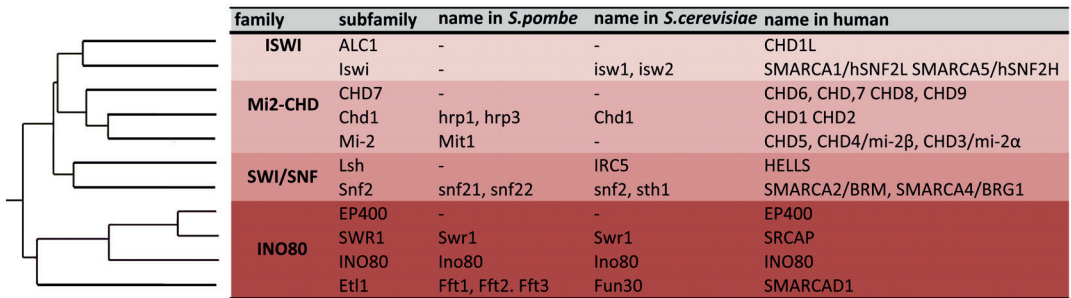 family subfamily name in S.pombe name in S.cerevisiae name in human
ISWI ALC1 - - CHD1L
Iswi - isw1, isw2 SMARCA1/hSNF2L SMARCA5/hSNF2H
Mi2-CHD CHD7 - - CHD6, CHD,7 CHD8, CHD9
Chd1 hrp1, hrp3 Chd1 CHD1 CHD2
Mi-2 Mit1 - CHD5, CHD4/mi-2β, CHD3/mi-2α
SWI/SNF Lsh - IRC5 HELLS
Snf2 snf21, snf22 snf2, sth1 SMARCA2/BRM, SMARCA4/BRG1
INO80 EP400 - - EP400
SWR1 Swr1 Swr1 SRCAP
INO80 Ino80 Ino80 INO80
Etl1 Fft1, Fft2. Fft3 Fun30 SMARCAD1